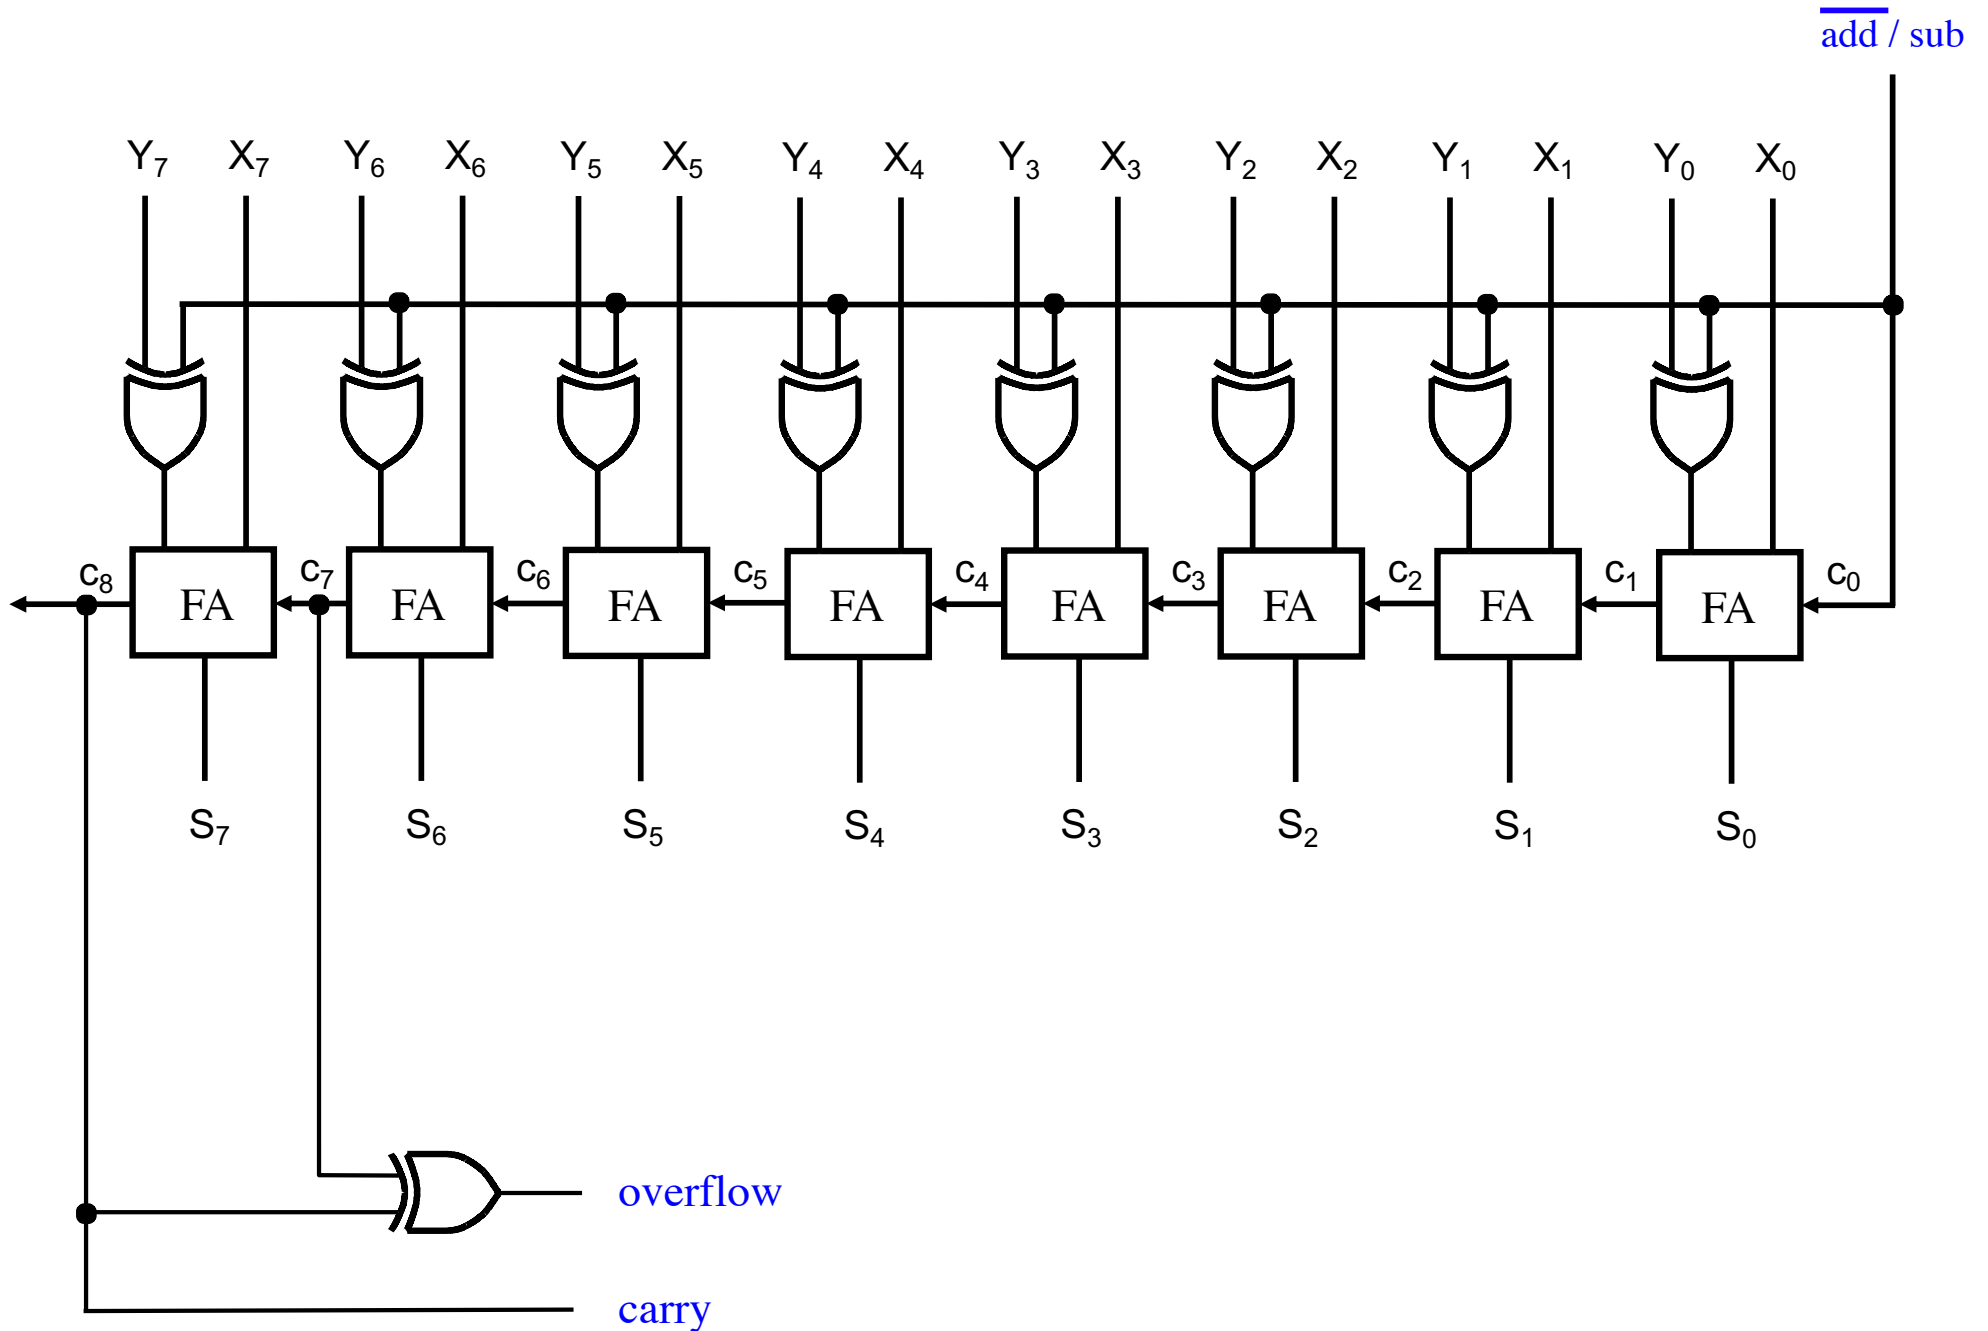 add / sub
Y₇ X₇ Y₆ X₆ Y₅ X₅ Y₄ X₄ Y₃ X₃ Y₂ X₂ Y₁ X₁ Y₀ X₀
c₈ c₇ c₆ c₅ c₄ c₃ c₂ c₁ c₀
FA FA FA FA FA FA FA FA
S₇ S₆ S₅ S₄ S₃ S₂ S₁ S₀
overflow
carry